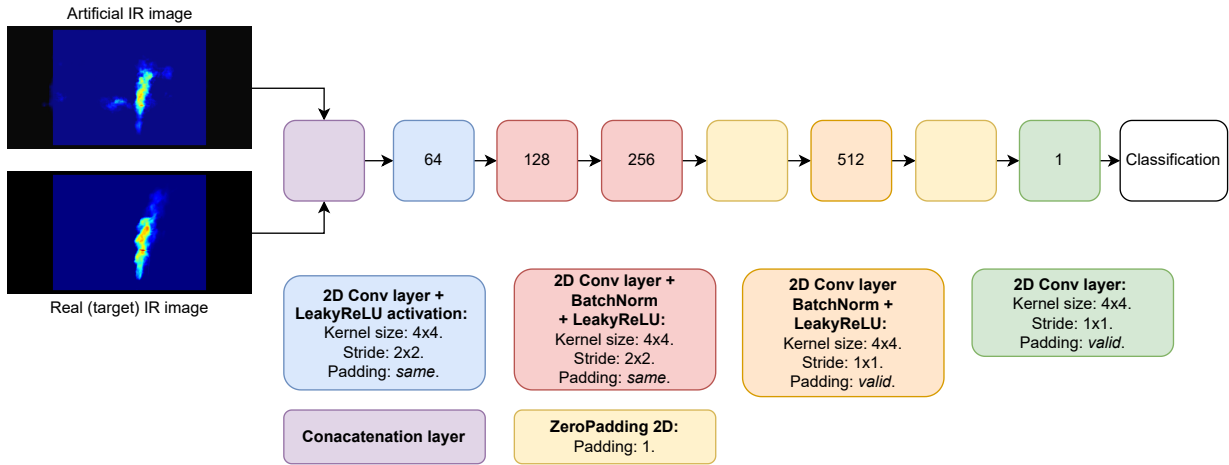 Artificial IR image
Real (target) IR image
64
128
256
512
1
Classification
2D Conv layer +
LeakyReLU activation:
Kernel size: 4x4.
Stride: 2x2.
Padding: same.
2D Conv layer +
BatchNorm
+ LeakyReLU:
Kernel size: 4x4.
Stride: 2x2.
Padding: same.
2D Conv layer
BatchNorm +
LeakyReLU:
Kernel size: 4x4.
Stride: 1x1.
Padding: valid.
2D Conv layer:
Kernel size: 4x4.
Stride: 1x1.
Padding: valid.
Conacatenation layer
ZeroPadding 2D:
Padding: 1.